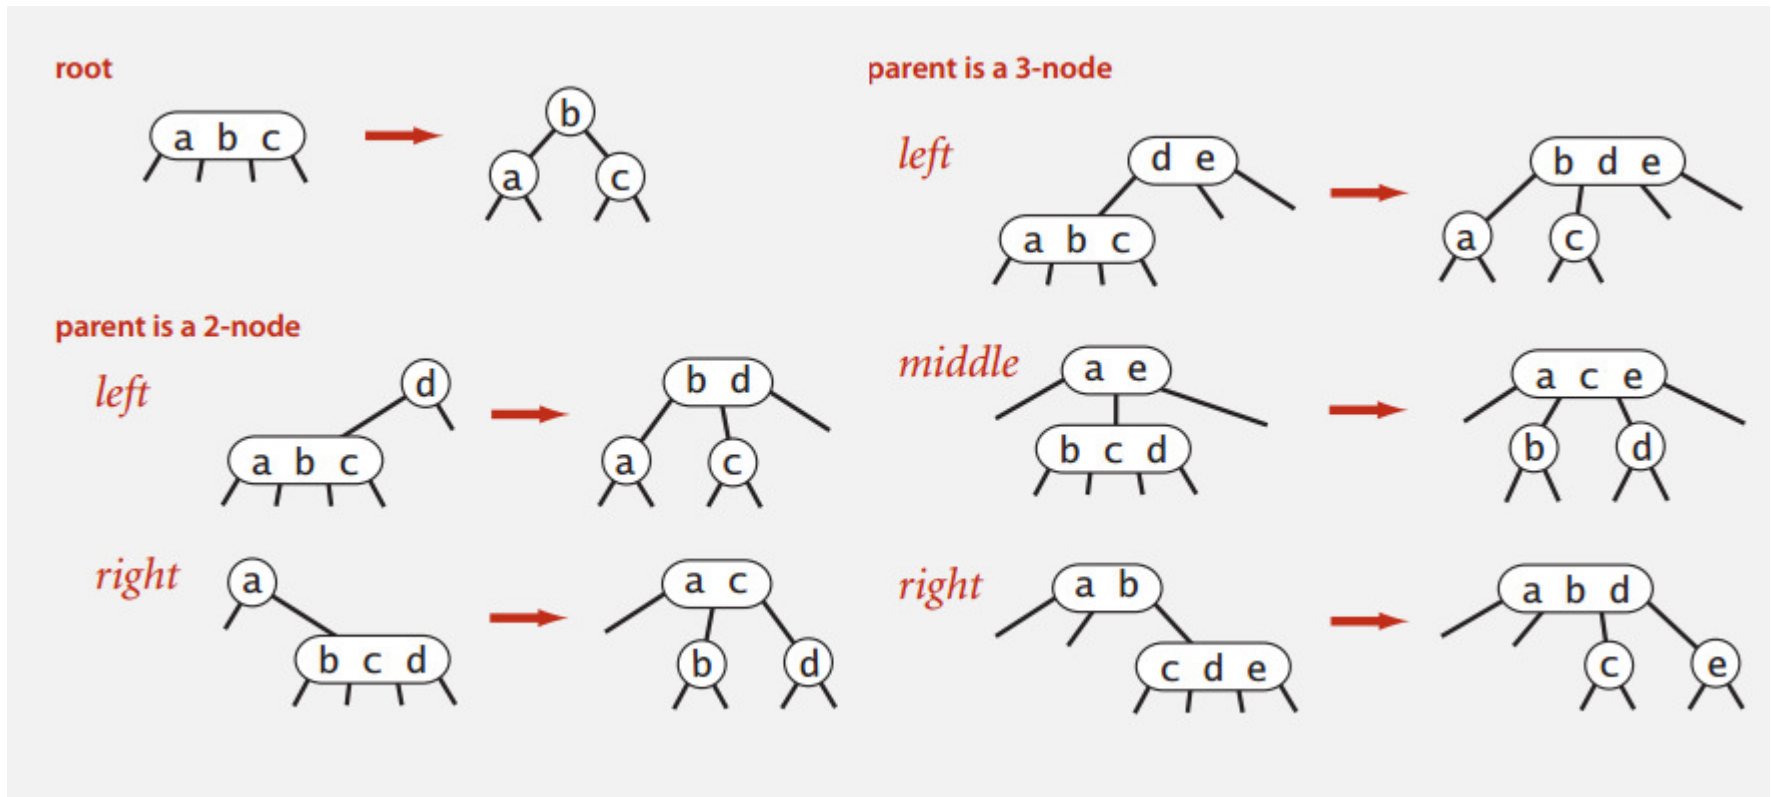 root
a b c
b
a
c
parent is a 2-node
left
d
a b c
b d
a
c
right
a
b c d
a c
b
d
parent is a 3-node
left
d e
a b c
b d e
a
c
middle
a e
b c d
a c e
b
d
right
a b
c d e
a b d
c
e